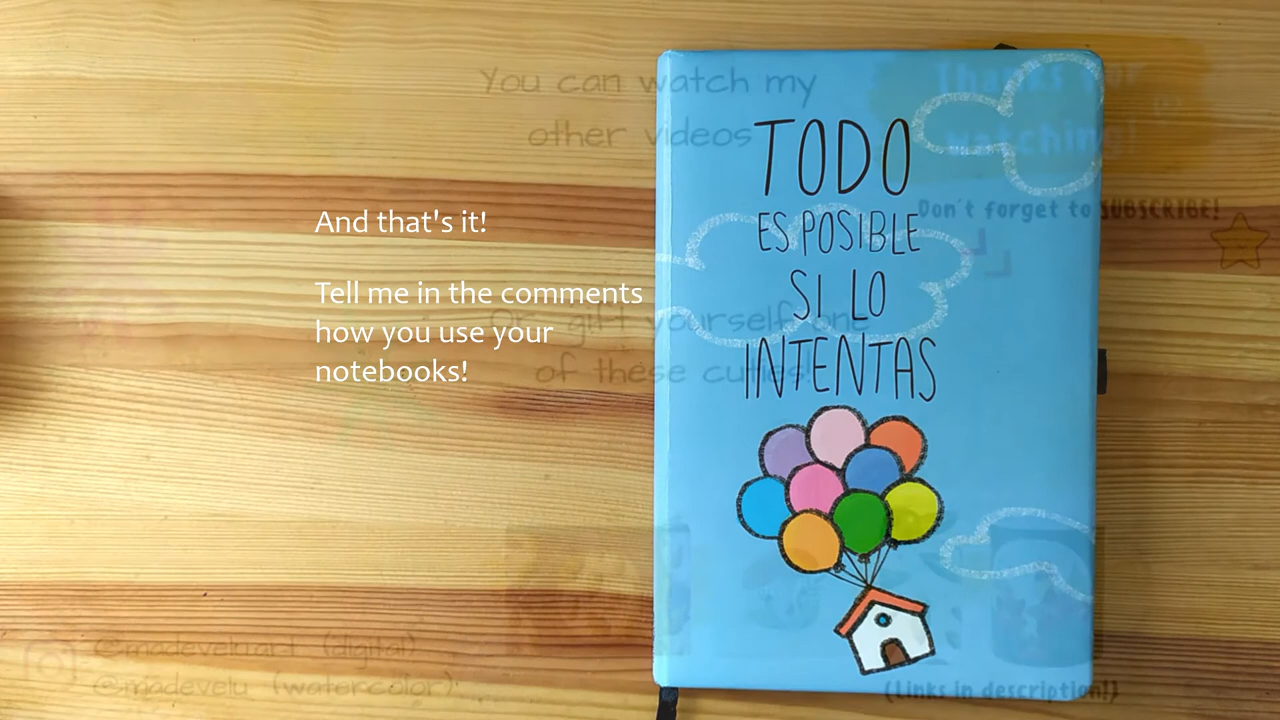 You can watch my
other videos
Thanks for
watching!
TODO
ES POSIBLE
SI LO
INTENTAS
Don't forget to SUBSCRIBE!
And that's it!
Tell me in the comments
how you use your
notebooks!
Or gift yourself one
of these cuties!
@madeveluart (digital)
@madevelu (watercolor)
(Links in description!)